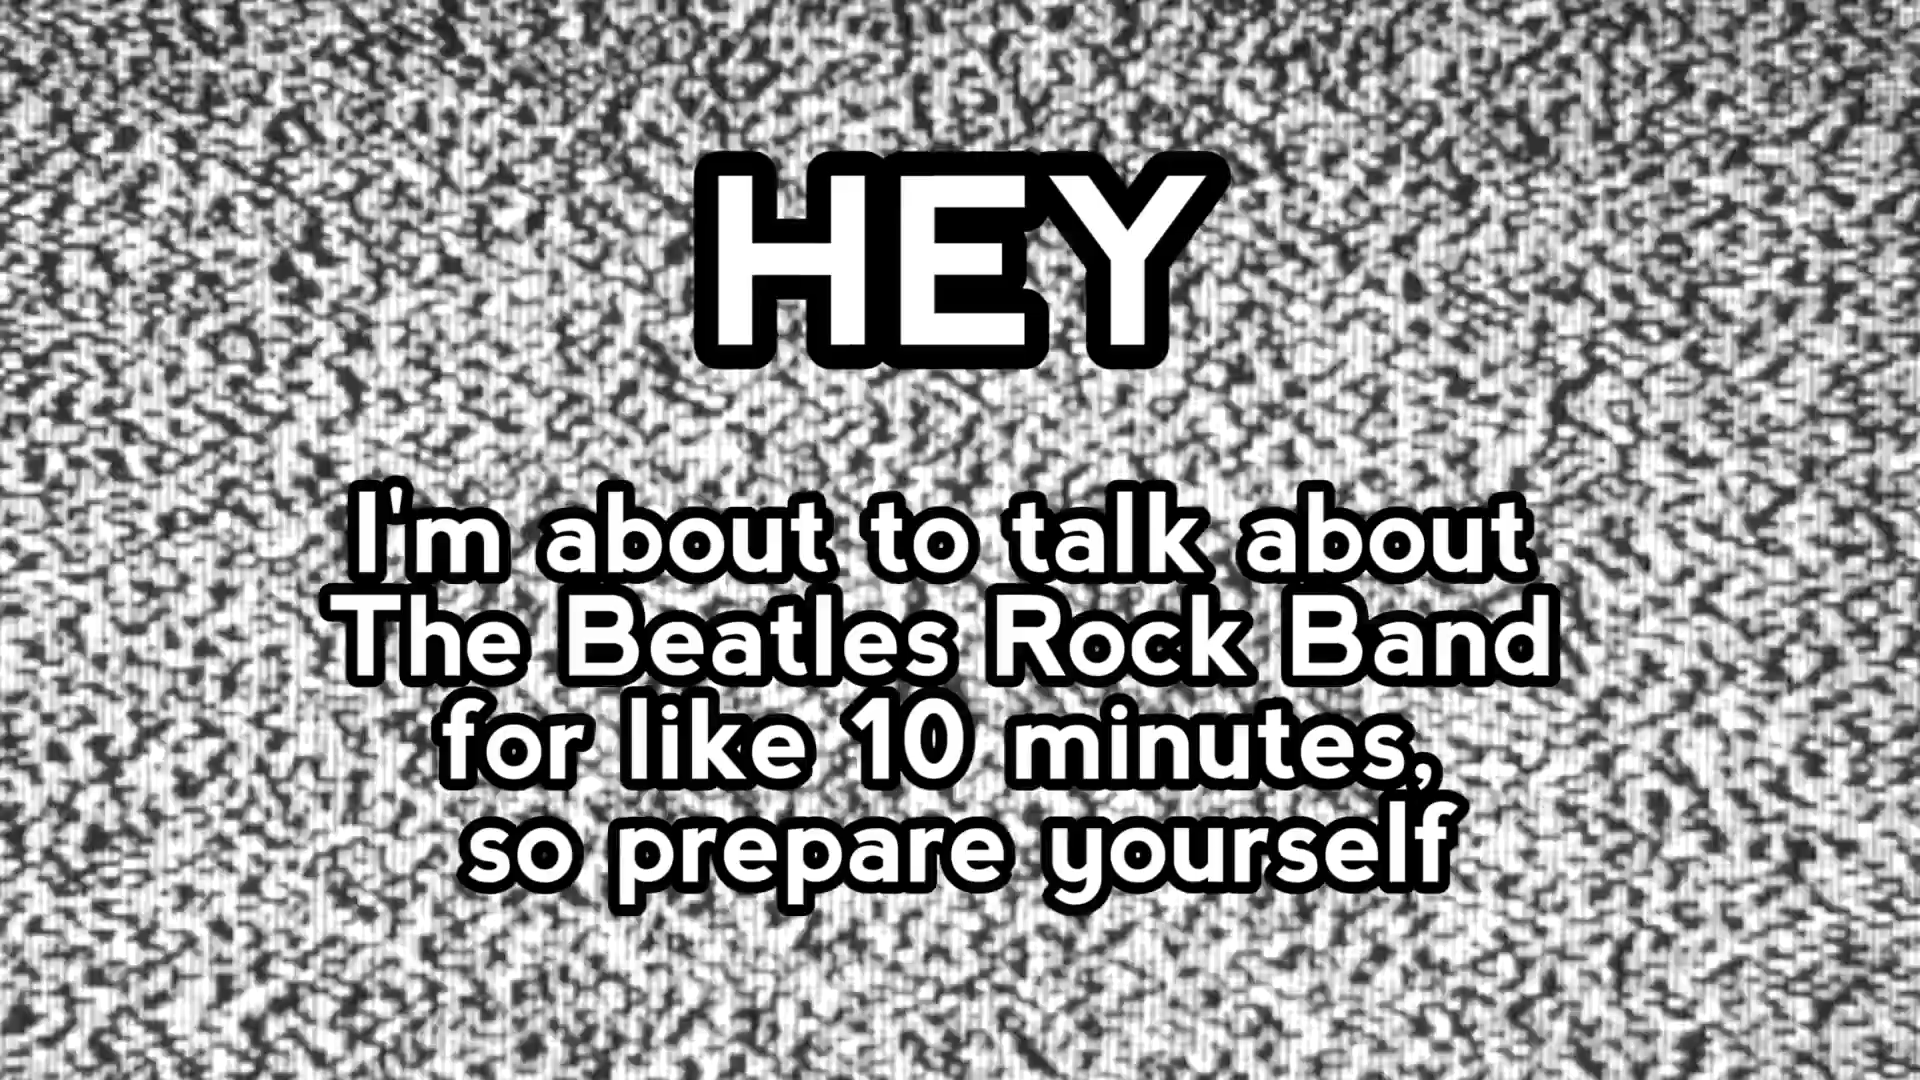 HEY
I'm about to talk about
The Beatles Rock Band
for like 10 minutes,
so prepare yourself